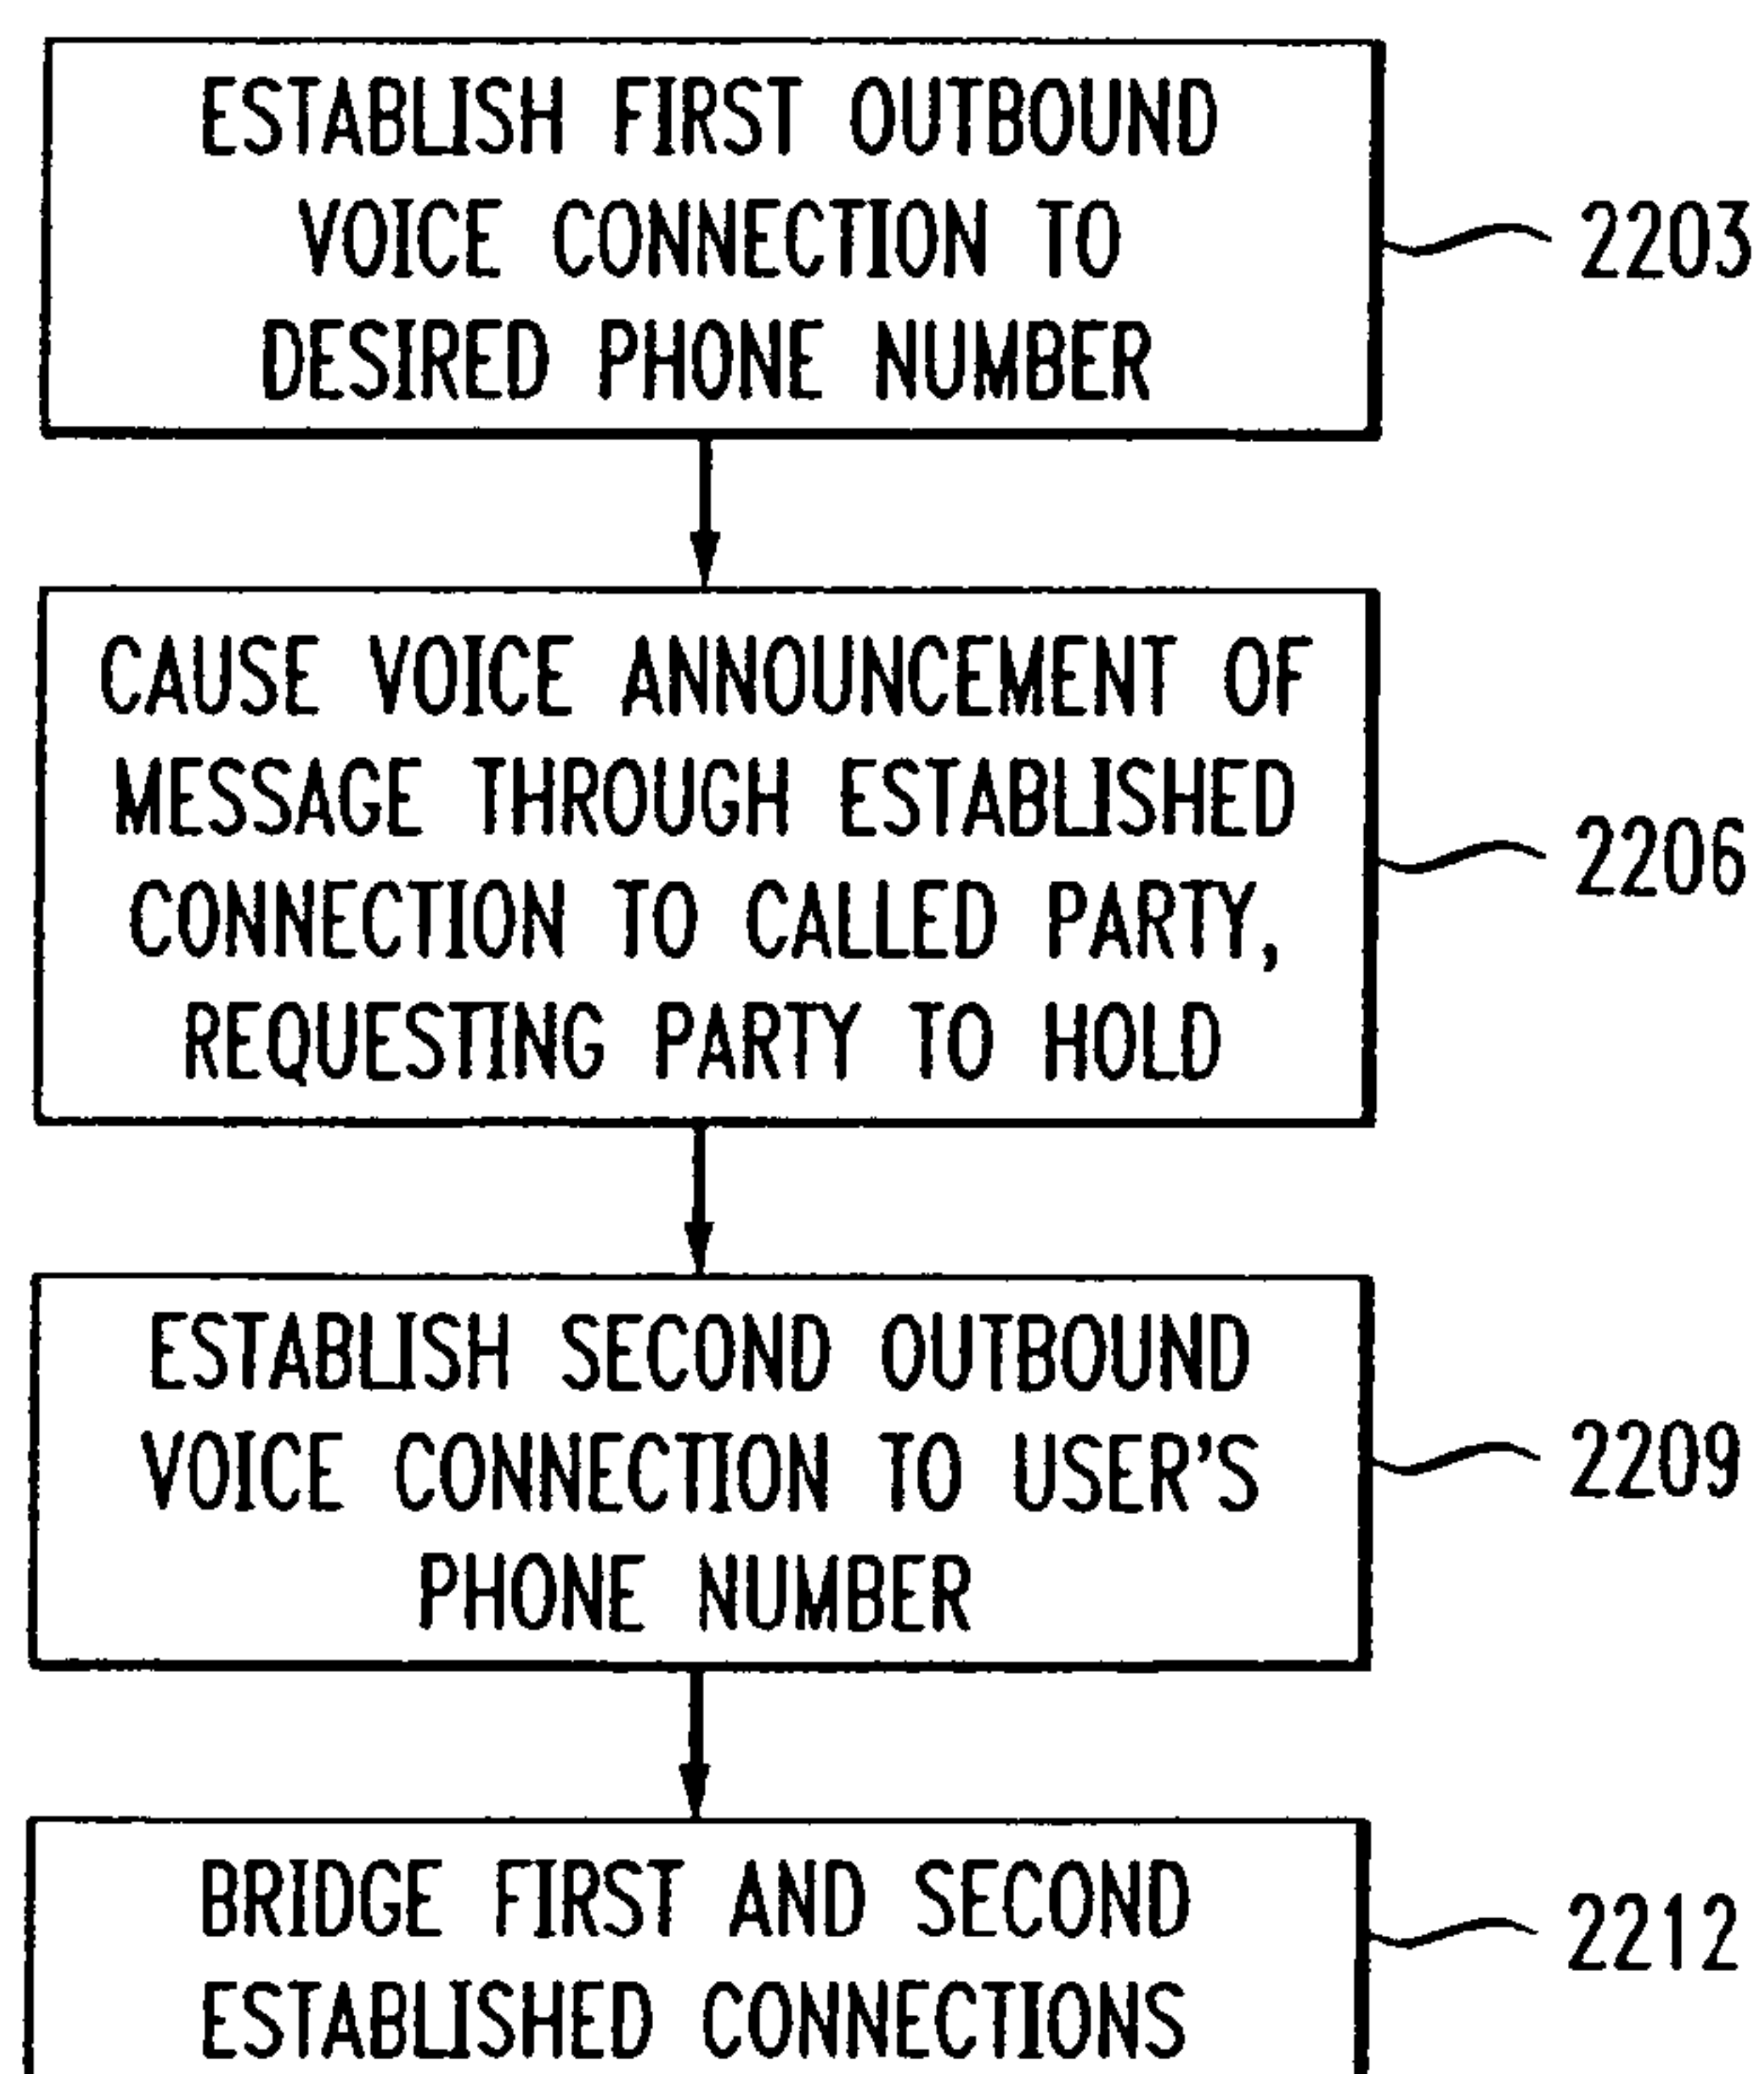 ESTABLISH FIRST OUTBOUND
VOICE CONNECTION TO
DESIRED PHONE NUMBER
2203
CAUSE VOICE ANNOUNCEMENT OF
MESSAGE THROUGH ESTABLISHED
CONNECTION TO CALLED PARTY,
REQUESTING PARTY TO HOLD
2206
ESTABLISH SECOND OUTBOUND
VOICE CONNECTION TO USER'S
PHONE NUMBER
2209
BRIDGE FIRST AND SECOND
ESTABLISHED CONNECTIONS
2212